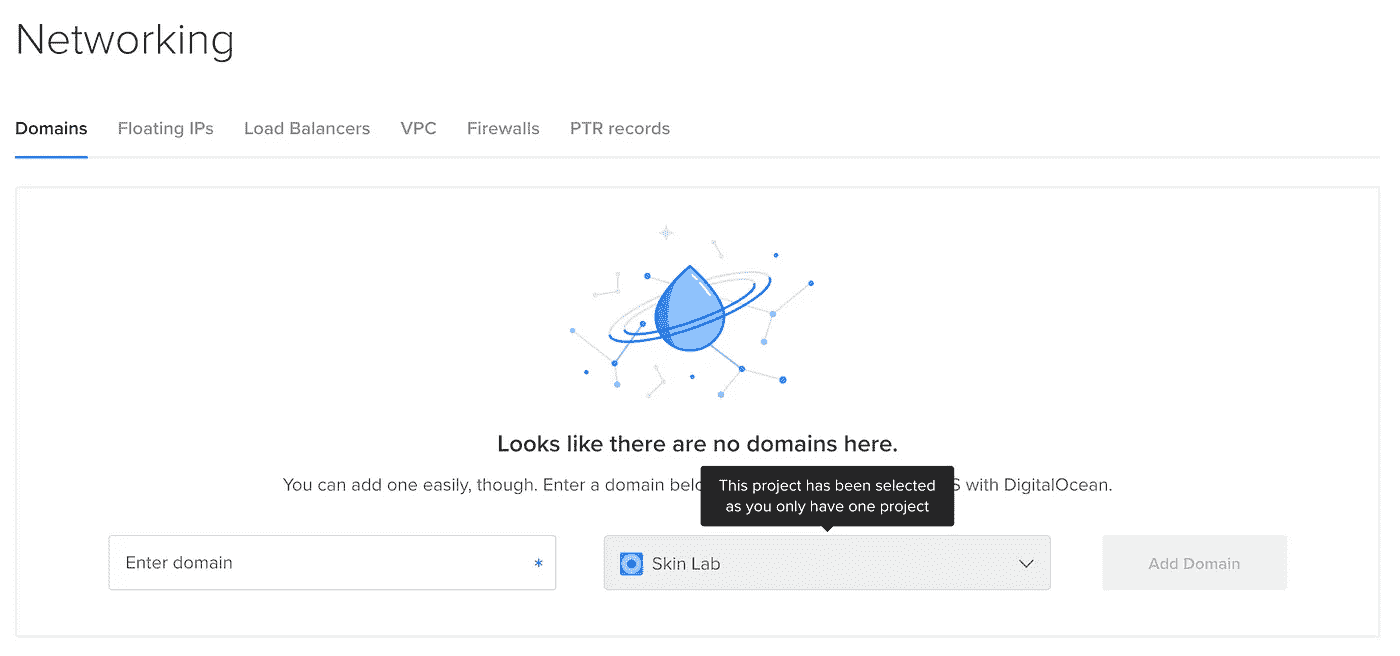 Networking
Domains Floating IPs Load Balancers VPC Firewalls PTR records
Looks like there are no domains here.
You can add one easily, though. Enter a domain with DigitalOcean.
This project has been selected
as you only have one project
Enter domain *
Skin Lab
Add Domain